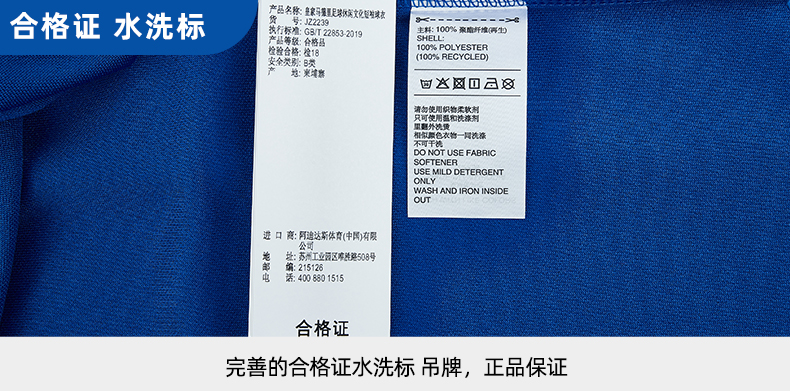 合格证 水洗标
产品名称: 皇家马德里足球休闲文化短袖球衣
货 号: JZ2239
执行标准: GB/T 22853-2019
产品等级: 合格品
检验合格: 检18
安全类别: B类
产 地: 柬埔寨
进 口 商: 阿迪达斯体育(中国)有限
公司
地 址: 苏州工业园区唯胜路508号
邮 编: 215126
电 话: 400 880 1515
合格证
主料: 100% 聚酯纤维(再生)
SHELL:
100% POLYESTER
(100% RECYCLED)
请勿使用织物柔软剂
只可使用温和洗涤剂
里翻外洗烫
相似颜色衣物一同洗涤
不可干洗
DO NOT USE FABRIC
SOFTENER
USE MILD DETERGENT
ONLY
WASH AND IRON INSIDE
OUT
完善的合格证水洗标 吊牌，正品保证